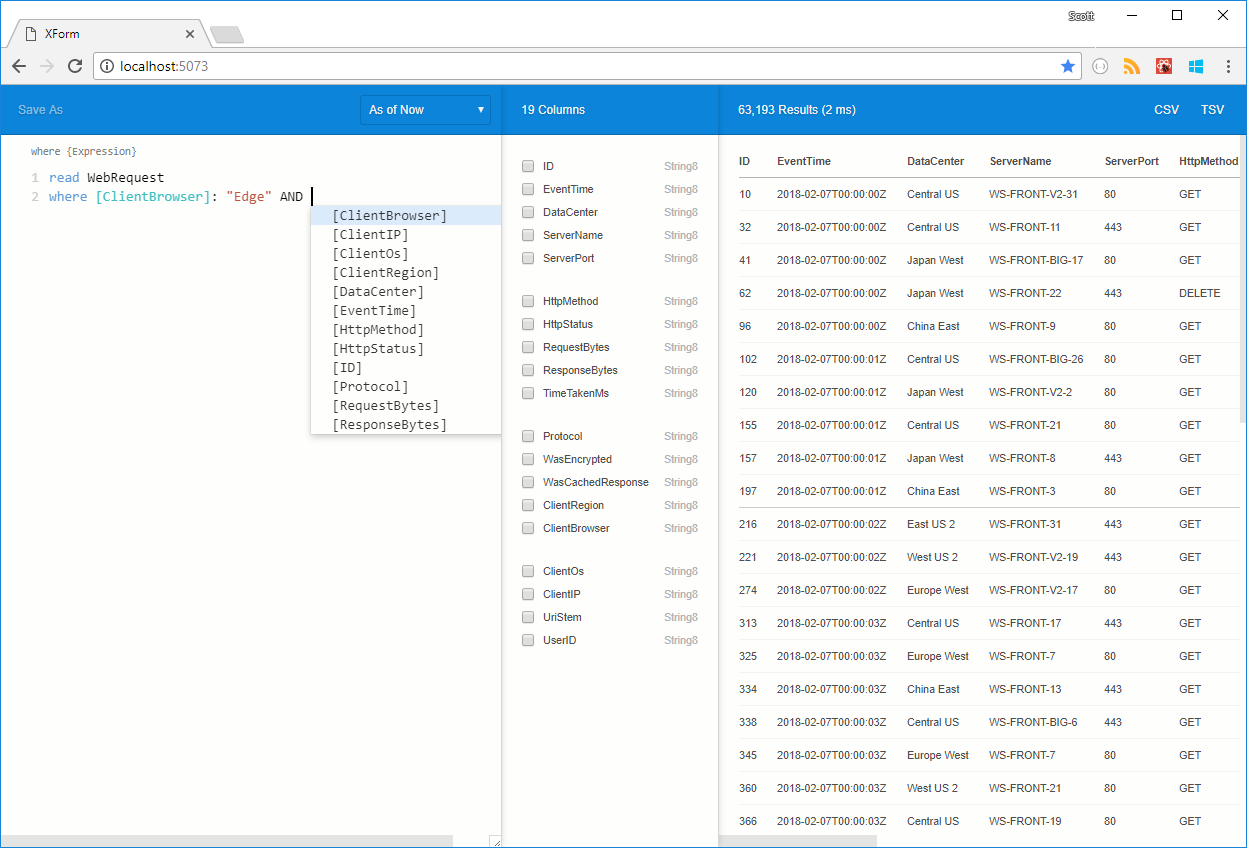 Scott
XForm
localhost:5073
Save As
As of Now
19 Columns
63,193 Results (2 ms)
CSV
TSV
where {Expression}
1 read WebRequest
2 where [ClientBrowser]: "Edge" AND
[ClientBrowser]
[ClientIP]
[ClientOs]
[ClientRegion]
[DataCenter]
[EventTime]
[HttpMethod]
[HttpStatus]
[ID]
[Protocol]
[RequestBytes]
[ResponseBytes]
ID String8
EventTime String8
DataCenter String8
ServerName String8
ServerPort String8
HttpMethod String8
HttpStatus String8
RequestBytes String8
ResponseBytes String8
TimeTakenMs String8
Protocol String8
WasEncrypted String8
WasCachedResponse String8
ClientRegion String8
ClientBrowser String8
ClientOs String8
ClientIP String8
UriStem String8
UserID String8
ID EventTime DataCenter ServerName ServerPort HttpMethod
10 2018-02-07T00:00:00Z Central US WS-FRONT-V2-31 80 GET
32 2018-02-07T00:00:00Z Central US WS-FRONT-11 443 GET
41 2018-02-07T00:00:00Z Japan West WS-FRONT-BIG-17 80 GET
62 2018-02-07T00:00:00Z Japan West WS-FRONT-22 443 DELETE
96 2018-02-07T00:00:00Z China East WS-FRONT-9 80 GET
102 2018-02-07T00:00:01Z Central US WS-FRONT-BIG-26 80 GET
120 2018-02-07T00:00:01Z Japan West WS-FRONT-V2-2 80 GET
155 2018-02-07T00:00:01Z Central US WS-FRONT-21 80 GET
157 2018-02-07T00:00:01Z Japan West WS-FRONT-8 443 GET
197 2018-02-07T00:00:01Z China East WS-FRONT-3 80 GET
216 2018-02-07T00:00:02Z East US 2 WS-FRONT-31 443 GET
221 2018-02-07T00:00:02Z West US 2 WS-FRONT-V2-19 443 GET
274 2018-02-07T00:00:02Z Europe West WS-FRONT-V2-17 80 GET
313 2018-02-07T00:00:03Z Central US WS-FRONT-17 443 GET
325 2018-02-07T00:00:03Z Europe West WS-FRONT-7 80 GET
334 2018-02-07T00:00:03Z China East WS-FRONT-13 443 GET
338 2018-02-07T00:00:03Z Central US WS-FRONT-BIG-6 443 GET
345 2018-02-07T00:00:03Z Europe West WS-FRONT-7 80 GET
360 2018-02-07T00:00:03Z West US 2 WS-FRONT-21 80 GET
366 2018-02-07T00:00:03Z Central US WS-FRONT-19 80 GET